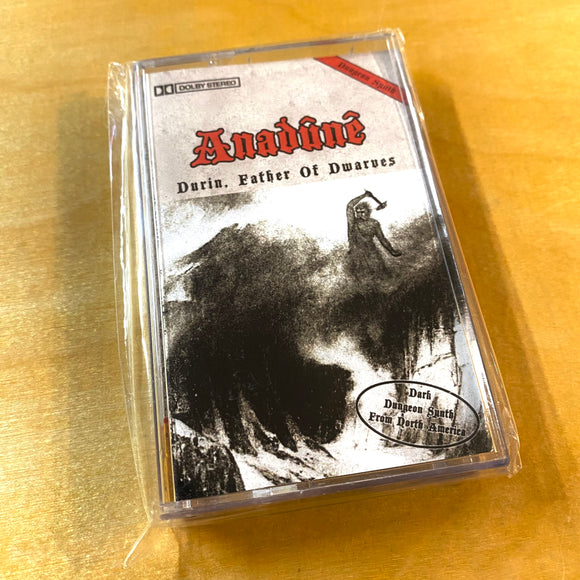 DOLBY STEREO
Dungeon Synth
Anadûnê
Durin, Father Of Dwarves
Dark
Dungeon Synth
From North America